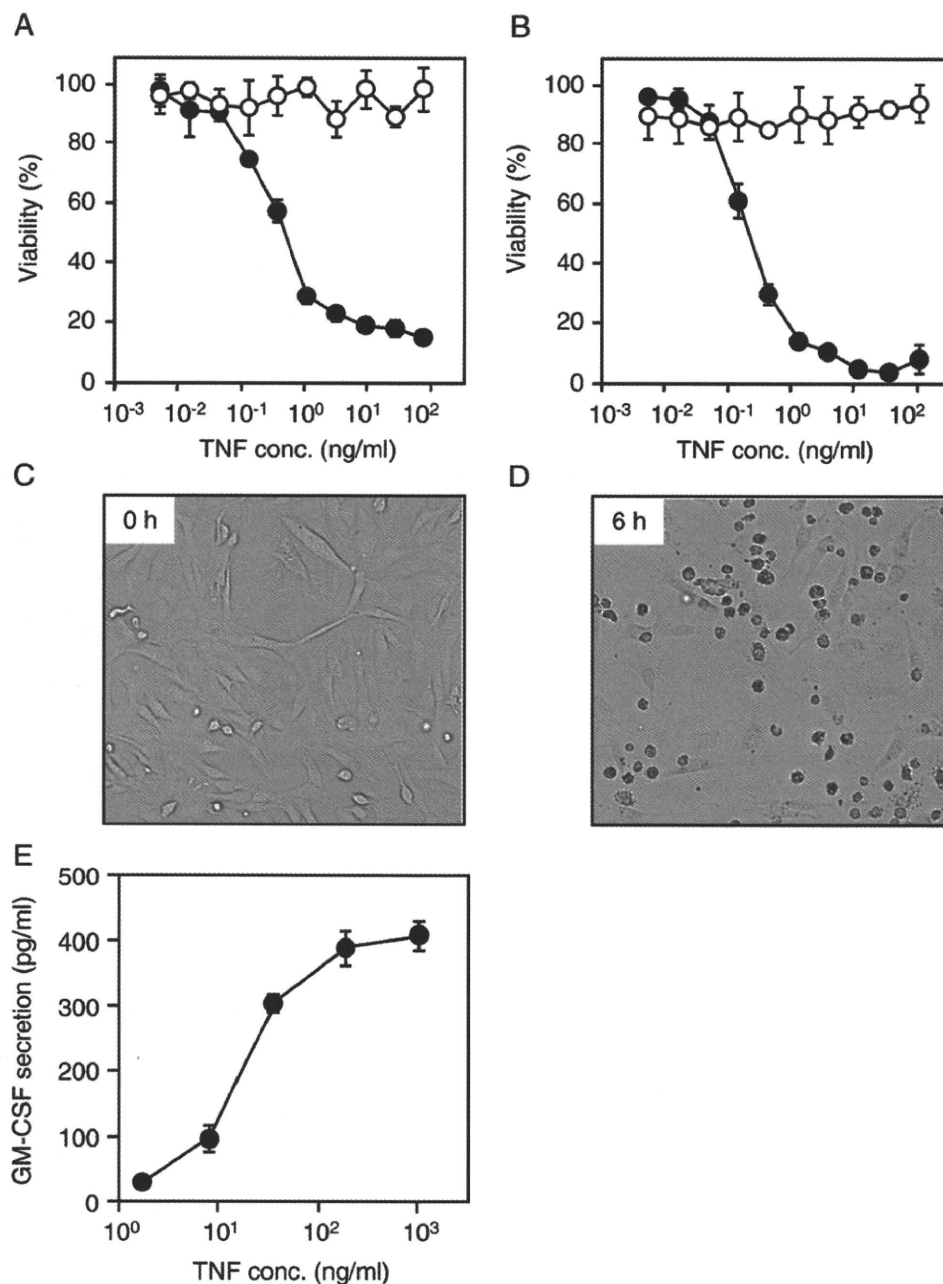 A
Viability (%)
100
80
60
40
20
0
10-3 10-2 10-1 100 101 102
TNF conc. (ng/ml)
B
Viability (%)
100
80
60
40
20
0
10-3 10-2 10-1 100 101 102
TNF conc. (ng/ml)
C
0 h
D
6 h
E
GM-CSF secretion (pg/ml)
500
400
300
200
100
0
100 101 102 103
TNF conc. (ng/ml)